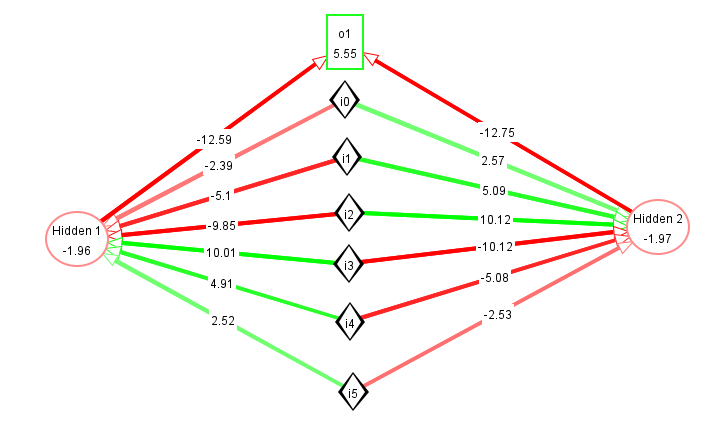 o1
5.55
i0
-12.59
-12.75
-2.39
2.57
i1
-5.1
5.09
i2
-9.85
10.12
Hidden 1
-1.96
Hidden 2
-1.97
10.01
-10.12
i3
4.91
-5.08
i4
2.52
-2.53
i5